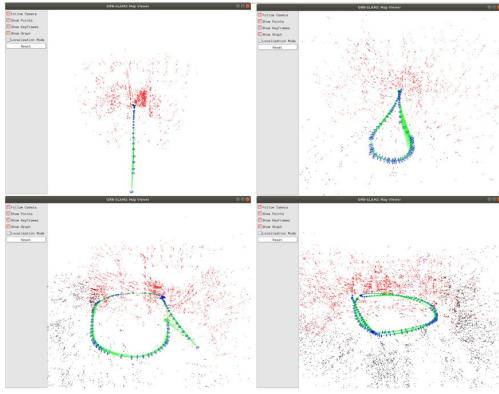 ORB-SLAM2: Map Viewer
Follow Camera
Show Points
Show KeyFrames
Show Graph
Localization Mode
Reset
ORB-SLAM2: Map Viewer
Follow Camera
Show Points
Show KeyFrames
Show Graph
Localization Mode
Reset
ORB-SLAM2: Map Viewer
Follow Camera
Show Points
Show KeyFrames
Show Graph
Localization Mode
Reset
ORB-SLAM2: Map Viewer
Follow Camera
Show Points
Show KeyFrames
Show Graph
Localization Mode
Reset